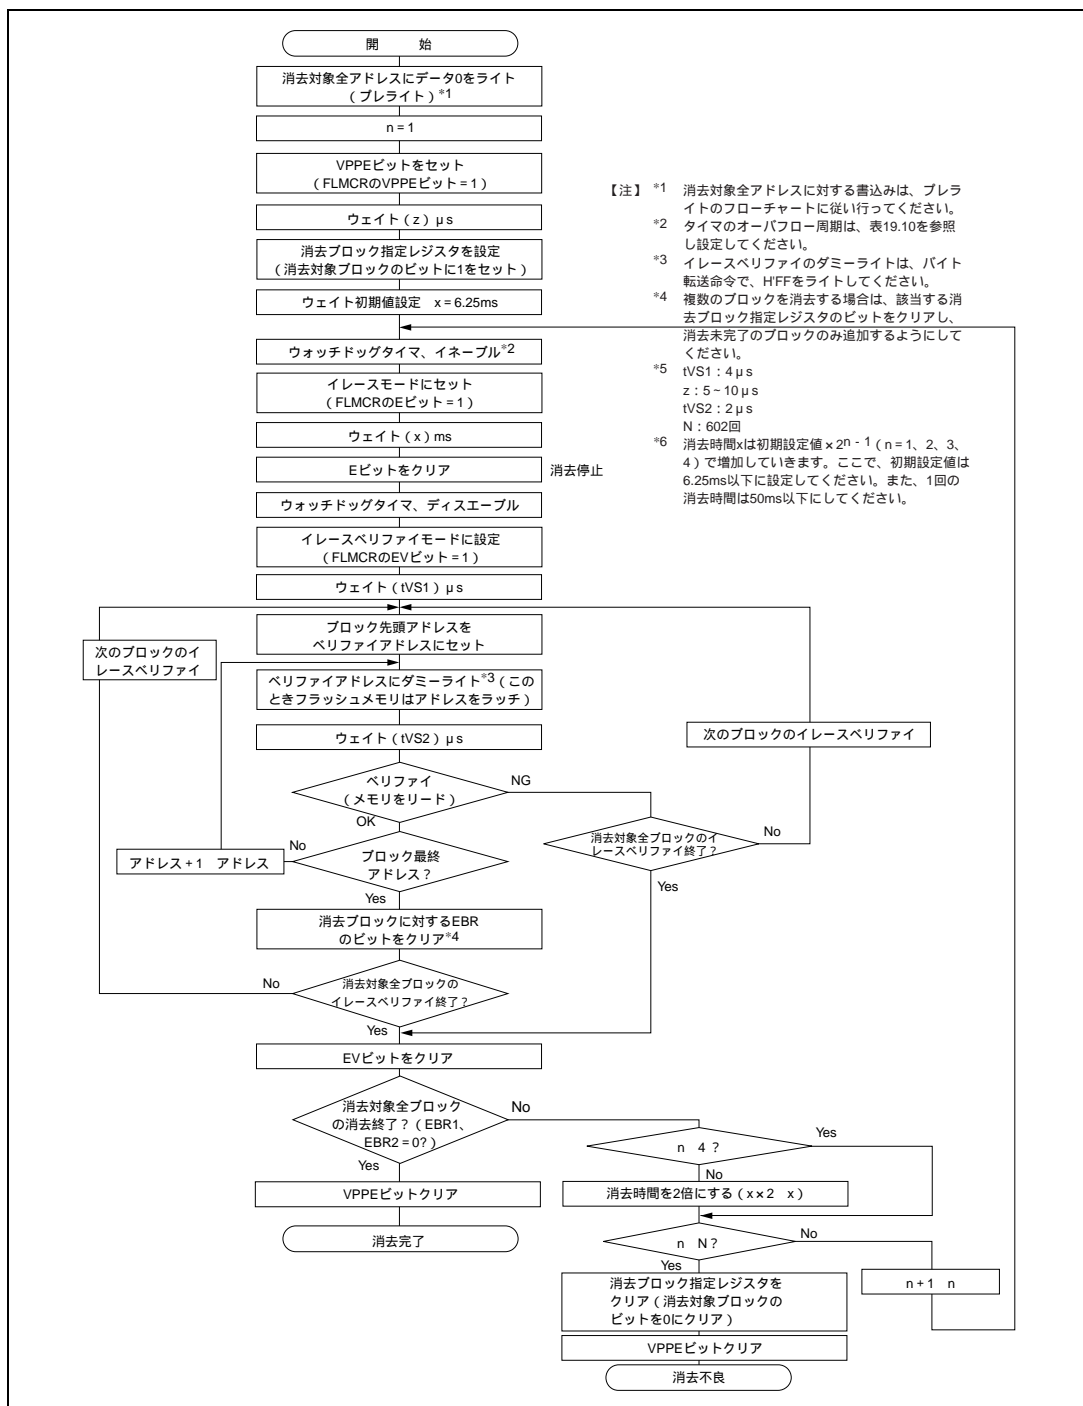 開 始
消去対象全アドレスにデータ0をライト
（プレライト）*1
n = 1
VPPEビットをセット
（FLMCRのVPPEビット = 1）
ウェイト（z）μs
消去ブロック指定レジスタを設定
（消去対象ブロックのビットに1をセット）
ウェイト初期値設定 x = 6.25ms
ウォッチドッグタイマ、イネーブル*2
イレースモードにセット
（FLMCRのEビット = 1）
ウェイト（x）ms
Eビットをクリア
消去停止
ウォッチドッグタイマ、ディスエーブル
イレースベリファイモードに設定
（FLMCRのEVビット = 1）
ウェイト（tVS1）μs
ブロック先頭アドレスを
ベリファイアドレスにセット
次のブロックのイ
レースベリファイ
ベリファイアドレスにダミーライト*3（この
ときフラッシュメモリはアドレスをラッチ）
ウェイト（tVS2）μs
次のブロックのイレースベリファイ
ベリファイ
（メモリをリード）
NG
OK
消去対象全ブロックのイ
レースベリファイ終了？
No
Yes
No
アドレス + 1 アドレス
ブロック最終
アドレス？
Yes
消去ブロックに対するEBR
のビットをクリア*4
No
消去対象全ブロックの
イレースベリファイ終了？
Yes
EVビットをクリア
消去対象全ブロック
の消去終了？（EBR1、
EBR2 = 0?）
No
Yes
VPPEビットクリア
消去完了
n 4 ?
Yes
No
消去時間を2倍にする（x×2 x）
n N ?
No
Yes
n + 1 n
消去ブロック指定レジスタを
クリア（消去対象ブロックの
ビットを0にクリア）
VPPEビットクリア
消去不良
【注】 *1 消去対象全アドレスに対する書込みは、プレラ
イトのフローチャートに従い行ってください。
*2 タイマのオーバフロー周期は、表19.10を参照
し設定してください。
*3 イレースベリファイのダミーライトは、バイト
転送命令で、H'FFをライトしてください。
*4 複数のブロックを消去する場合は、該当する消
去ブロック指定レジスタのビットをクリアし、
消去未完了のブロックのみ追加するようにして
ください。
*5 tVS1：4μs
z：5～10μs
tVS2：2μs
N：602回
*6 消去時間xは初期設定値×2n - 1（n = 1、2、3、
4）で増加していきます。ここで、初期設定値は
6.25ms以下に設定してください。また、1回の
消去時間は50ms以下にしてください。